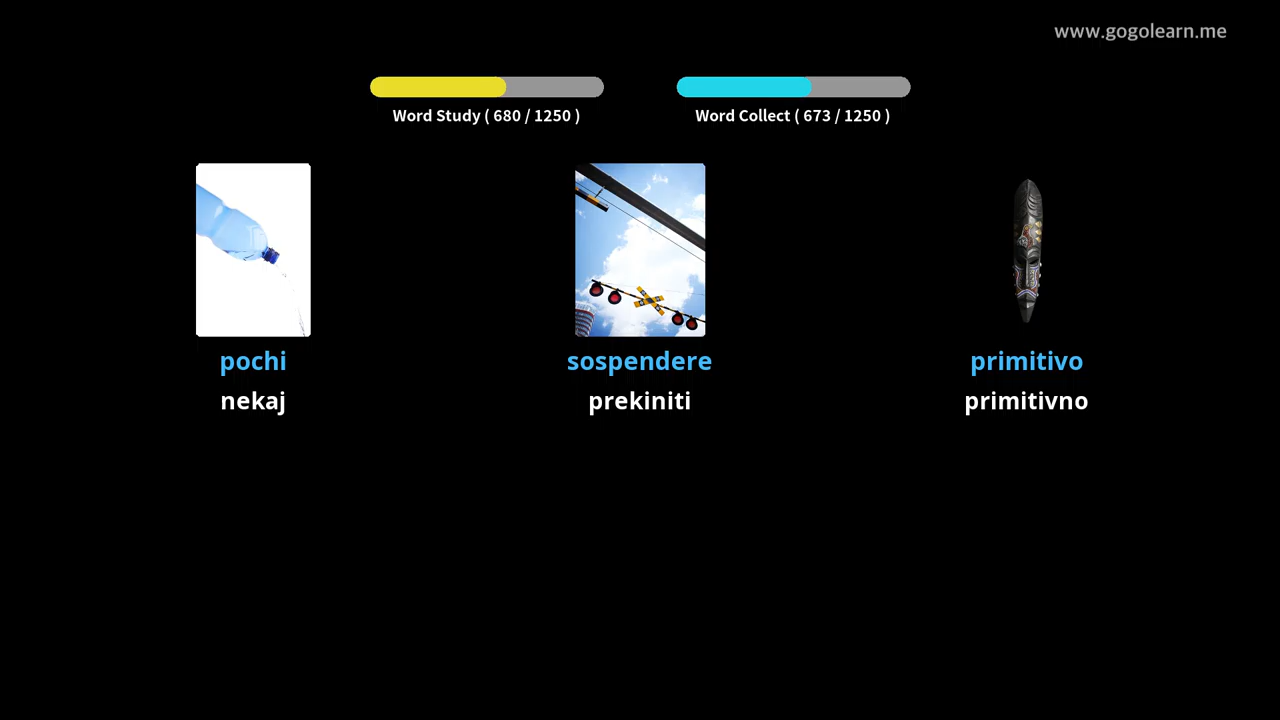 www.gogolearn.me
Word Study ( 680 / 1250 )
Word Collect ( 673 / 1250 )
pochi
sospendere
primitivo
nekaj
prekiniti
primitivno